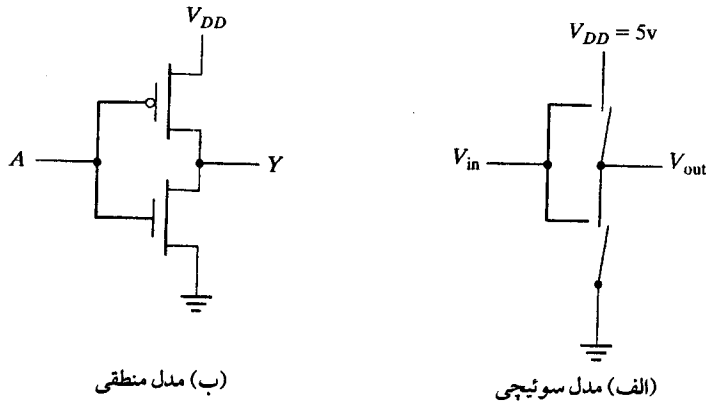 V_DD
A
Y
(ب) مدل منطقی
V_DD = 5v
V_in
V_out
(الف) مدل سوئیچی